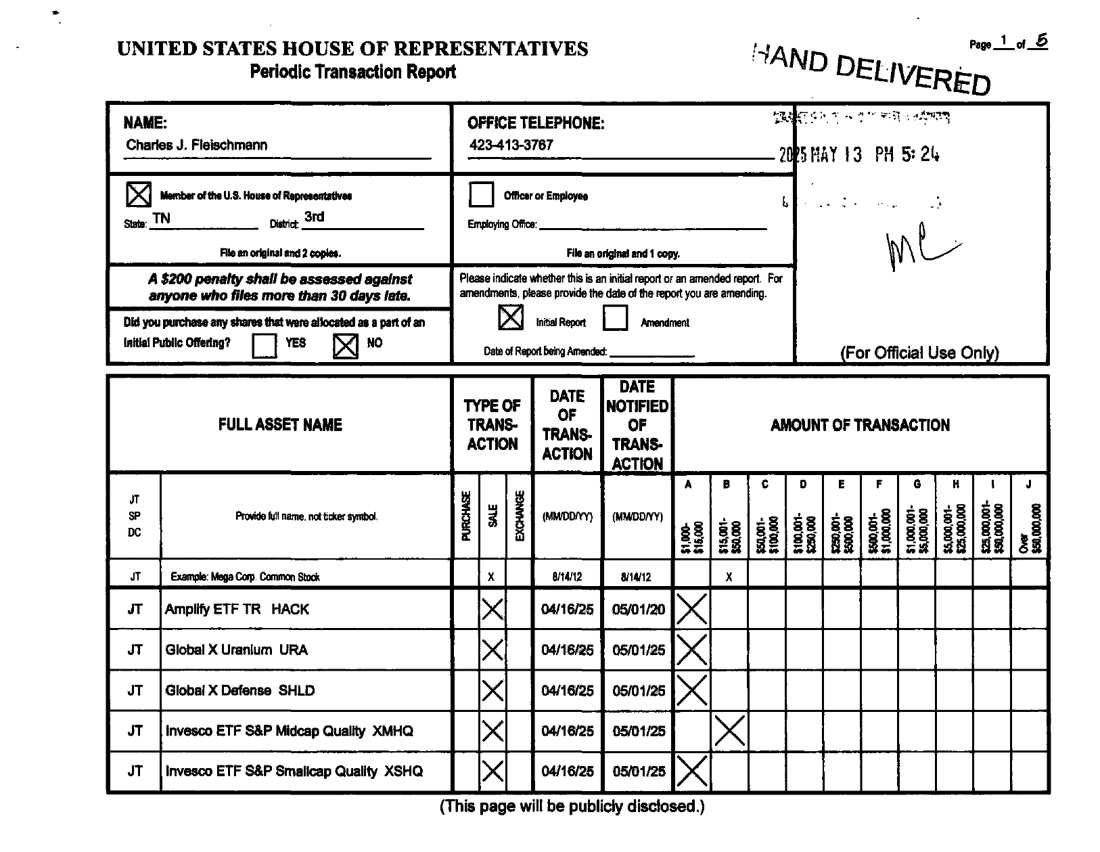 UNITED STATES HOUSE OF REPRESENTATIVES
Periodic Transaction Report
HAND DELIVERED
Page 1 of 5
NAME:
Charles J. Fleischmann
OFFICE TELEPHONE:
423-413-3767
2025 MAY 13 PM 5:24
Member of the U.S. House of Representatives
State: TN District: 3rd
File an original and 2 copies.
Officer or Employee
Employing Office:
File an original and 1 copy.
MC
A $200 penalty shall be assessed against
anyone who files more than 30 days late.
Please indicate whether this is an initial report or an amended report. For
amendments, please provide the date of the report you are amending.
Initial Report Amendment
Date of Report Being Amended:
Did you purchase any shares that were allocated as a part of an
Initial Public Offering? YES NO
(For Official Use Only)
FULL ASSET NAME
TYPE OF
TRANS-
ACTION
DATE
OF
TRANS-
ACTION
DATE
NOTIFIED
OF
TRANS-
ACTION
AMOUNT OF TRANSACTION
JT
SP
DC
Provide full name, not ticker symbol.
PURCHASE
SALE
EXCHANGE
(MM/DD/YY)
(MM/DD/YY)
A
$1,000-
$15,000
B
$15,001-
$50,000
C
$50,001-
$100,000
D
$100,001-
$250,000
E
$250,001-
$500,000
F
$500,001-
$1,000,000
G
$1,000,001-
$5,000,000
H
$5,000,001-
$25,000,000
I
$25,000,001-
$50,000,000
J
Over
$50,000,000
JT Example: Mega Corp Common Stock X 8/14/12 8/14/12 X
JT Amplify ETF TR HACK X 04/16/25 05/01/20 X
JT Global X Uranium URA X 04/16/25 05/01/25 X
JT Global X Defense SHLD X 04/16/25 05/01/25 X
JT Invesco ETF S&P Midcap Quality XMHQ X 04/16/25 05/01/25 X
JT Invesco ETF S&P Smallcap Quality XSHQ X 04/16/25 05/01/25 X
(This page will be publicly disclosed.)